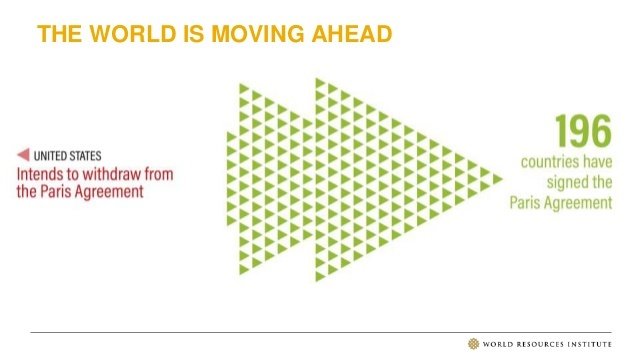 THE WORLD IS MOVING AHEAD
UNITED STATES
Intends to withdraw from
the Paris Agreement
196
countries have
signed the
Paris Agreement
WORLD RESOURCES INSTITUTE